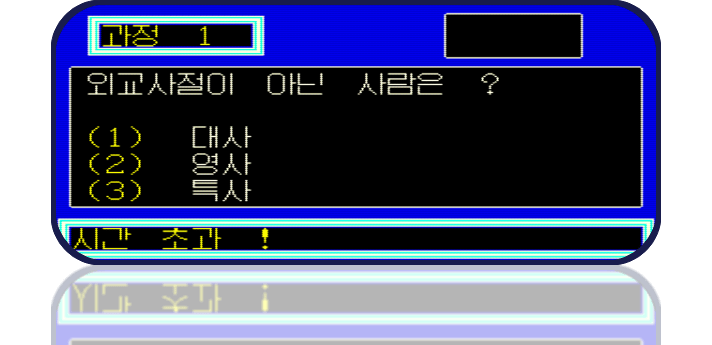 과정 1
외교사절이 아닌 사람은 ?
(1) 대사
(2) 영사
(3) 특사
시간 초과 !